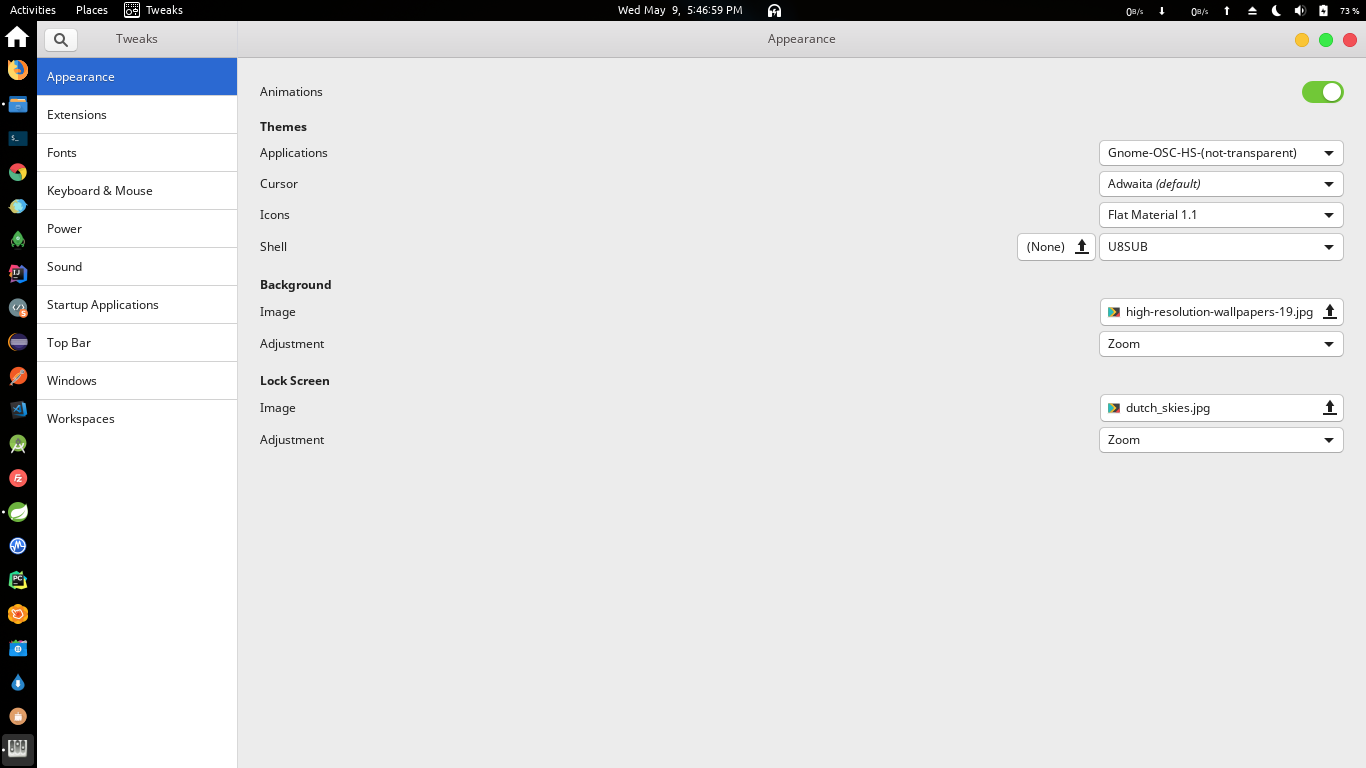 Activities Places Tweaks Wed May 9, 5:46:59 PM 0B/s 0B/s 73 %
Tweaks Appearance
Appearance
Extensions
Fonts
Keyboard & Mouse
Power
Sound
Startup Applications
Top Bar
Windows
Workspaces
Animations
Themes
Applications Gnome-OSC-HS-(not-transparent)
Cursor Adwaita (default)
Icons Flat Material 1.1
Shell (None) U8SUB
Background
Image high-resolution-wallpapers-19.jpg
Adjustment Zoom
Lock Screen
Image dutch_skies.jpg
Adjustment Zoom
IJ
Fz
PC